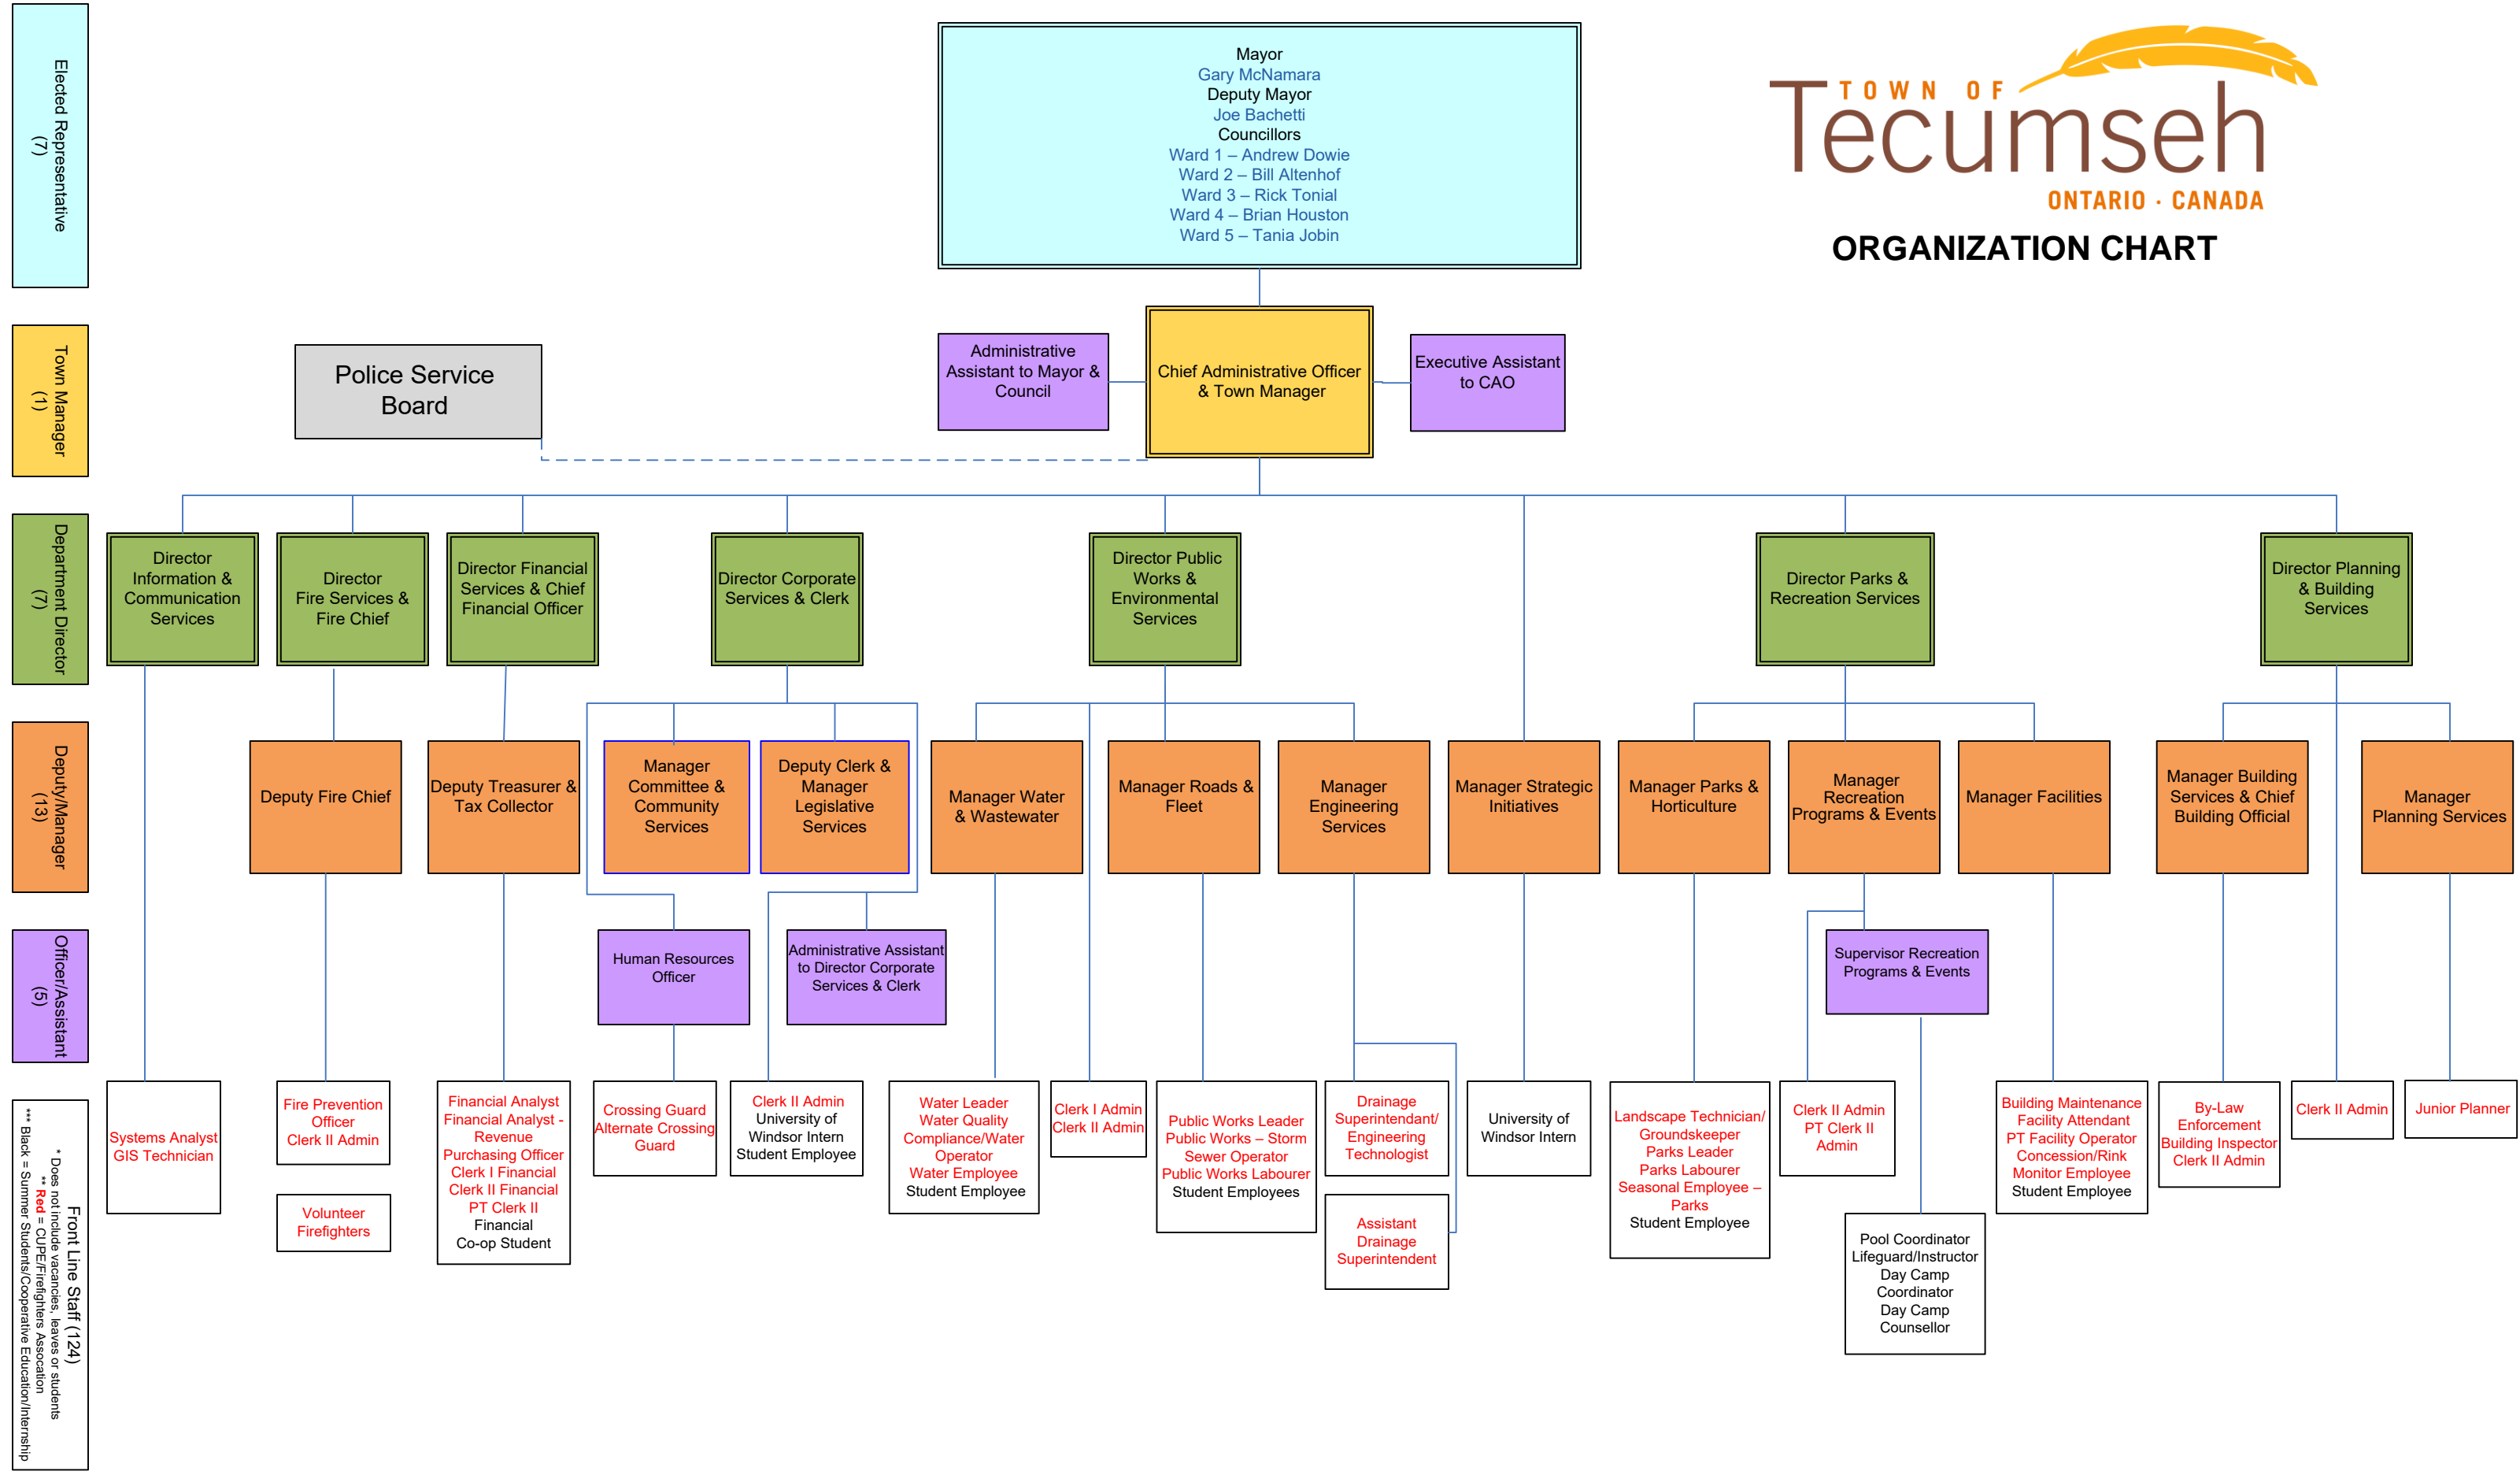 Elected Representative
(7)
Mayor
Gary McNamara
Deputy Mayor
Joe Bachetti
Councillors
Ward 1 – Andrew Dowie
Ward 2 – Bill Altenhof
Ward 3 – Rick Tonial
Ward 4 – Brian Houston
Ward 5 – Tania Jobin
TOWN OF
Tecumseh
ONTARIO · CANADA
ORGANIZATION CHART
Town Manager
(1)
Police Service
Board
Administrative
Assistant to Mayor &
Council
Chief Administrative Officer
& Town Manager
Executive Assistant
to CAO
Department Director
(7)
Director
Information &
Communication
Services
Director
Fire Services &
Fire Chief
Director Financial
Services & Chief
Financial Officer
Director Corporate
Services & Clerk
Director Public
Works &
Environmental
Services
Director Parks &
Recreation Services
Director Planning
& Building
Services
Deputy/Manager
(13)
Deputy Fire Chief
Deputy Treasurer &
Tax Collector
Manager
Committee &
Community
Services
Deputy Clerk &
Manager
Legislative
Services
Manager Water
& Wastewater
Manager Roads &
Fleet
Manager
Engineering
Services
Manager Strategic
Initiatives
Manager Parks &
Horticulture
Manager
Recreation
Programs & Events
Manager Facilities
Manager Building
Services & Chief
Building Official
Manager
Planning Services
Officer/Assistant
(5)
Human Resources
Officer
Administrative Assistant
to Director Corporate
Services & Clerk
Supervisor Recreation
Programs & Events
Front Line Staff (124)
* Does not include vacancies, leaves or students
** Red = CUPE/Firefighters Assocation
*** Black = Summer Students/Cooperative Education/Internship
Systems Analyst
GIS Technician
Fire Prevention
Officer
Clerk II Admin
Volunteer
Firefighters
Financial Analyst
Financial Analyst -
Revenue
Purchasing Officer
Clerk I Financial
Clerk II Financial
PT Clerk II
Financial
Co-op Student
Crossing Guard
Alternate Crossing
Guard
Clerk II Admin
University of
Windsor Intern
Student Employee
Water Leader
Water Quality
Compliance/Water
Operator
Water Employee
Student Employee
Clerk I Admin
Clerk II Admin
Public Works Leader
Public Works – Storm
Sewer Operator
Public Works Labourer
Student Employees
Drainage
Superintendant/
Engineering
Technologist
Assistant
Drainage
Superintendent
University of
Windsor Intern
Landscape Technician/
Groundskeeper
Parks Leader
Parks Labourer
Seasonal Employee –
Parks
Student Employee
Clerk II Admin
PT Clerk II
Admin
Pool Coordinator
Lifeguard/Instructor
Day Camp
Coordinator
Day Camp
Counsellor
Building Maintenance
Facility Attendant
PT Facility Operator
Concession/Rink
Monitor Employee
Student Employee
By-Law
Enforcement
Building Inspector
Clerk II Admin
Clerk II Admin
Junior Planner